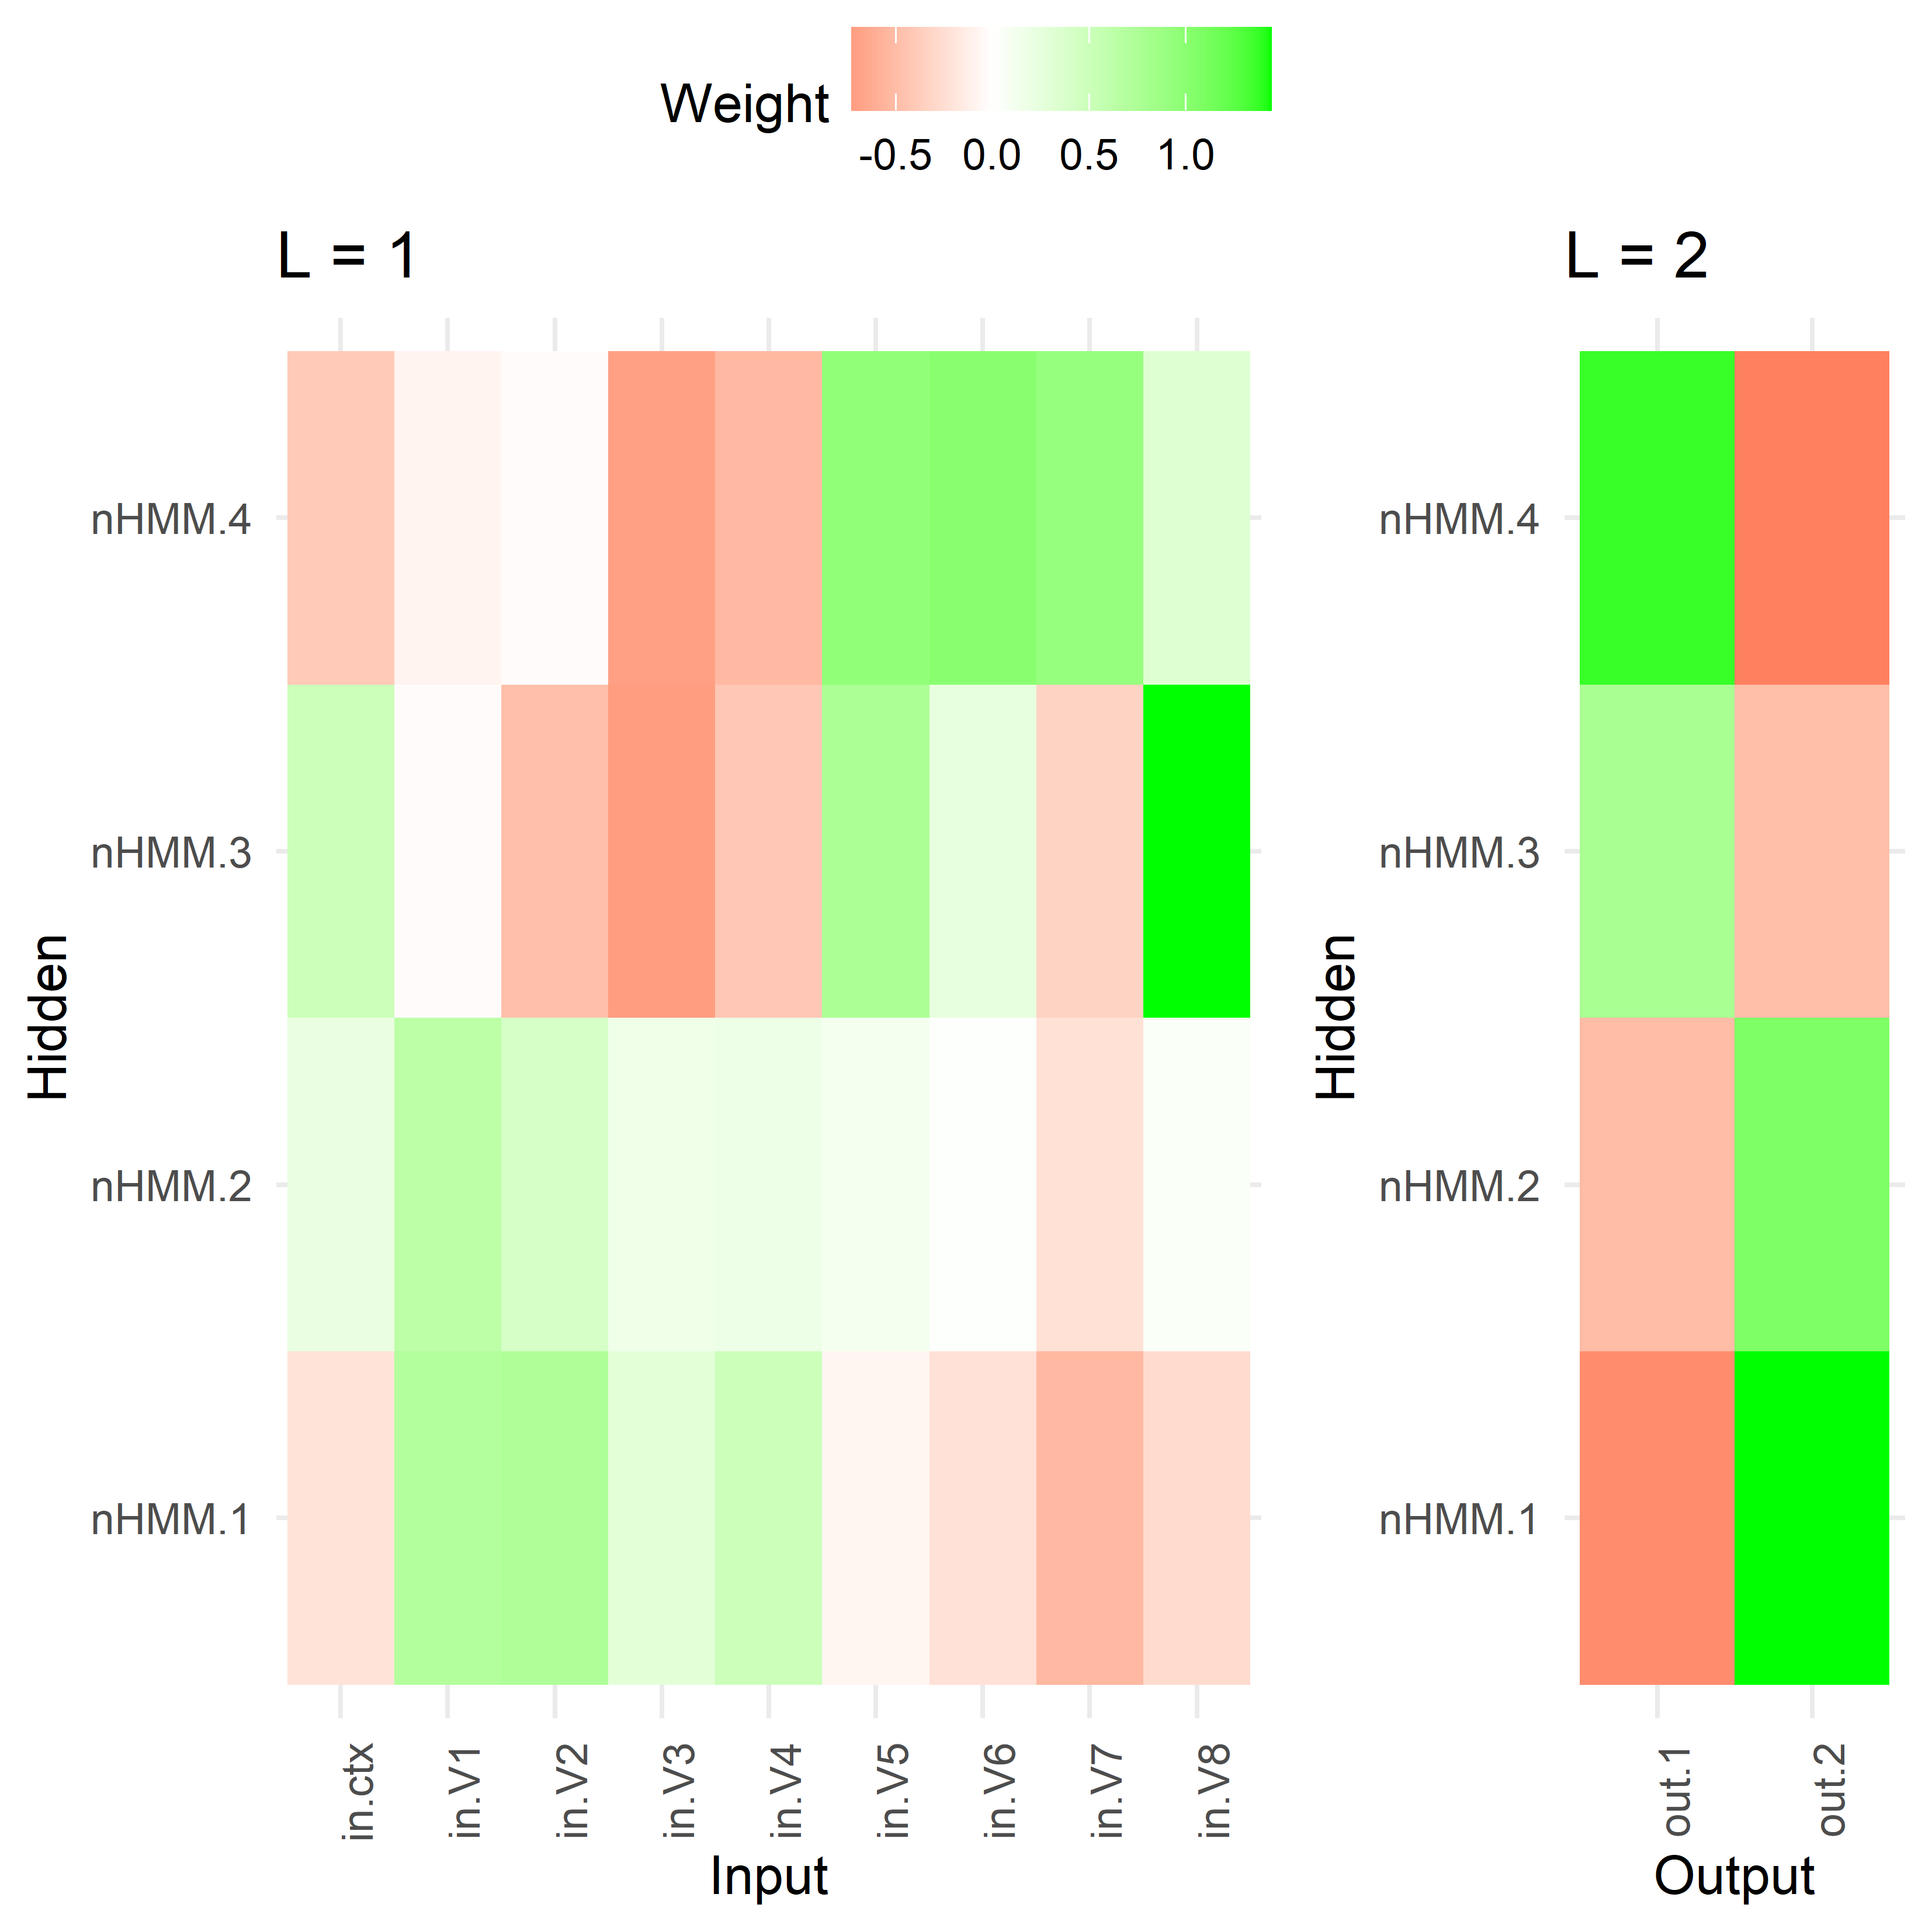 Weight
-0.5 0.0 0.5 1.0
L = 1
L = 2
nHMM.4
nHMM.3
nHMM.2
nHMM.1
Hidden
in.ctx
in.V1
in.V2
in.V3
in.V4
in.V5
in.V6
in.V7
in.V8
Input
nHMM.4
nHMM.3
nHMM.2
nHMM.1
Hidden
out.1
out.2
Output